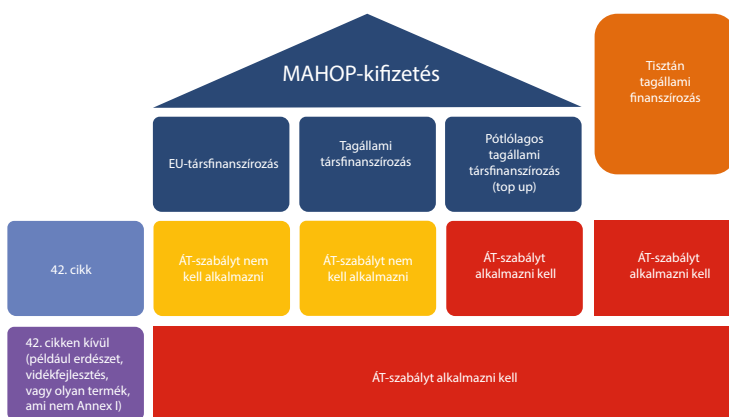 MAHOP-kifizetés
Tisztán
tagállami
finanszírozás
EU-társfinanszírozás
Tagállami
társfinanszírozás
Pótlólagos
tagállami
társfinanszírozás
(top up)
42. cikk
ÁT-szabályt nem
kell alkalmazni
ÁT-szabályt nem
kell alkalmazni
ÁT-szabályt
alkalmazni kell
ÁT-szabályt
alkalmazni kell
42. cikken kívül
(például erdészet,
vidékfejlesztés,
vagy olyan termék,
ami nem Annex I)
ÁT-szabályt alkalmazni kell